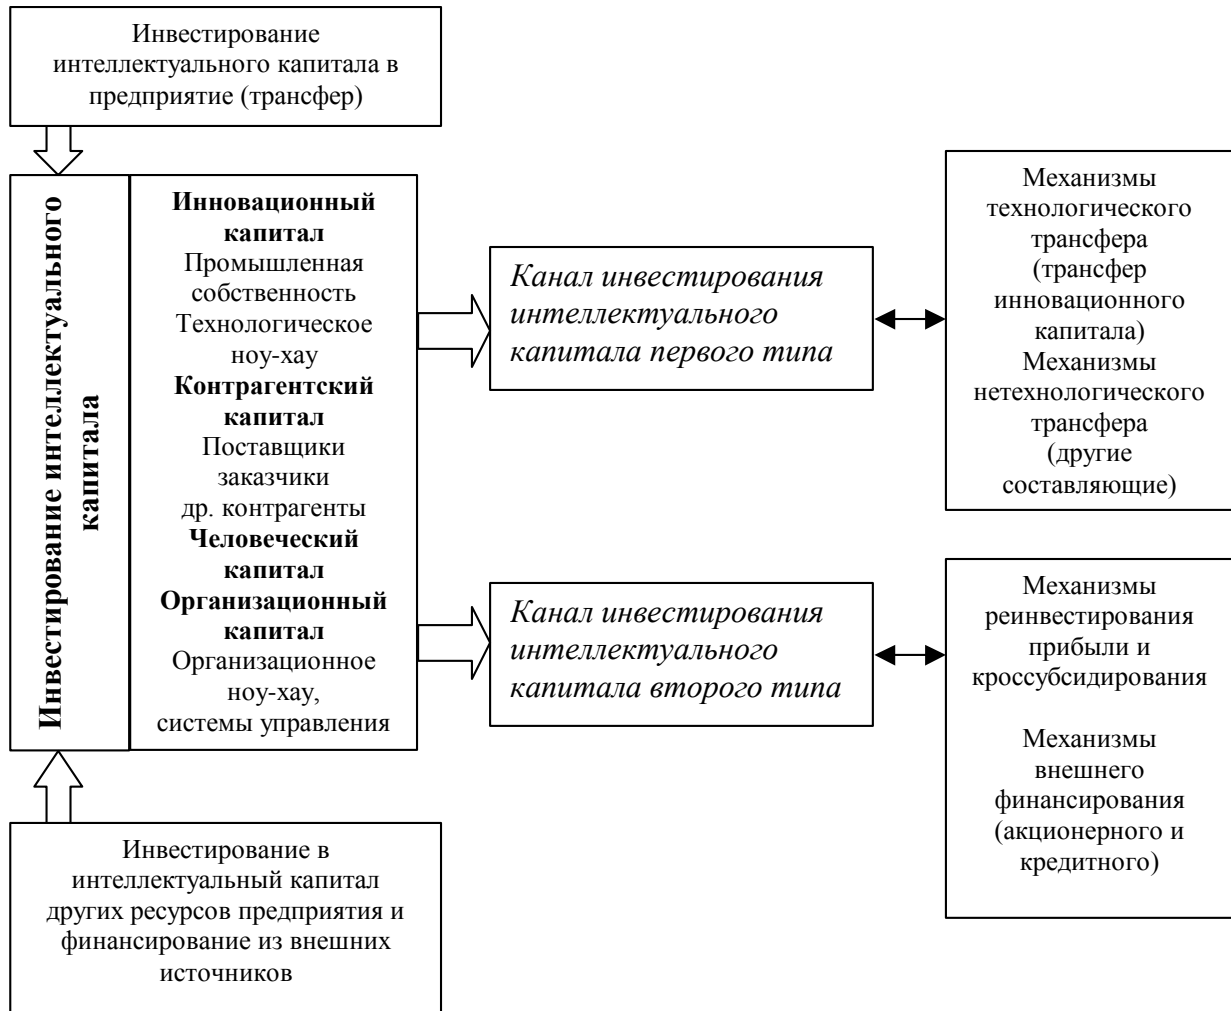 Инвестирование
интеллектуального капитала в
предприятие (трансфер)
Инвестирование интеллектуального
капитала
Инновационный
капитал
Промышленная
собственность
Технологическое
ноу-хау
Контрагентский
капитал
Поставщики
заказчики
др. контрагенты
Человеческий
капитал
Организационный
капитал
Организационное
ноу-хау,
системы управления
Канал инвестирования
интеллектуального
капитала первого типа
Механизмы
технологического
трансфера
(трансфер
инновационного
капитала)
Механизмы
нетехнологического
трансфера
(другие
составляющие)
Канал инвестирования
интеллектуального
капитала второго типа
Механизмы
реинвестирования
прибыли и
кроссубсидирования
Механизмы
внешнего
финансирования
(акционерного и
кредитного)
Инвестирование в
интеллектуальный капитал
других ресурсов предприятия и
финансирование из внешних
источников